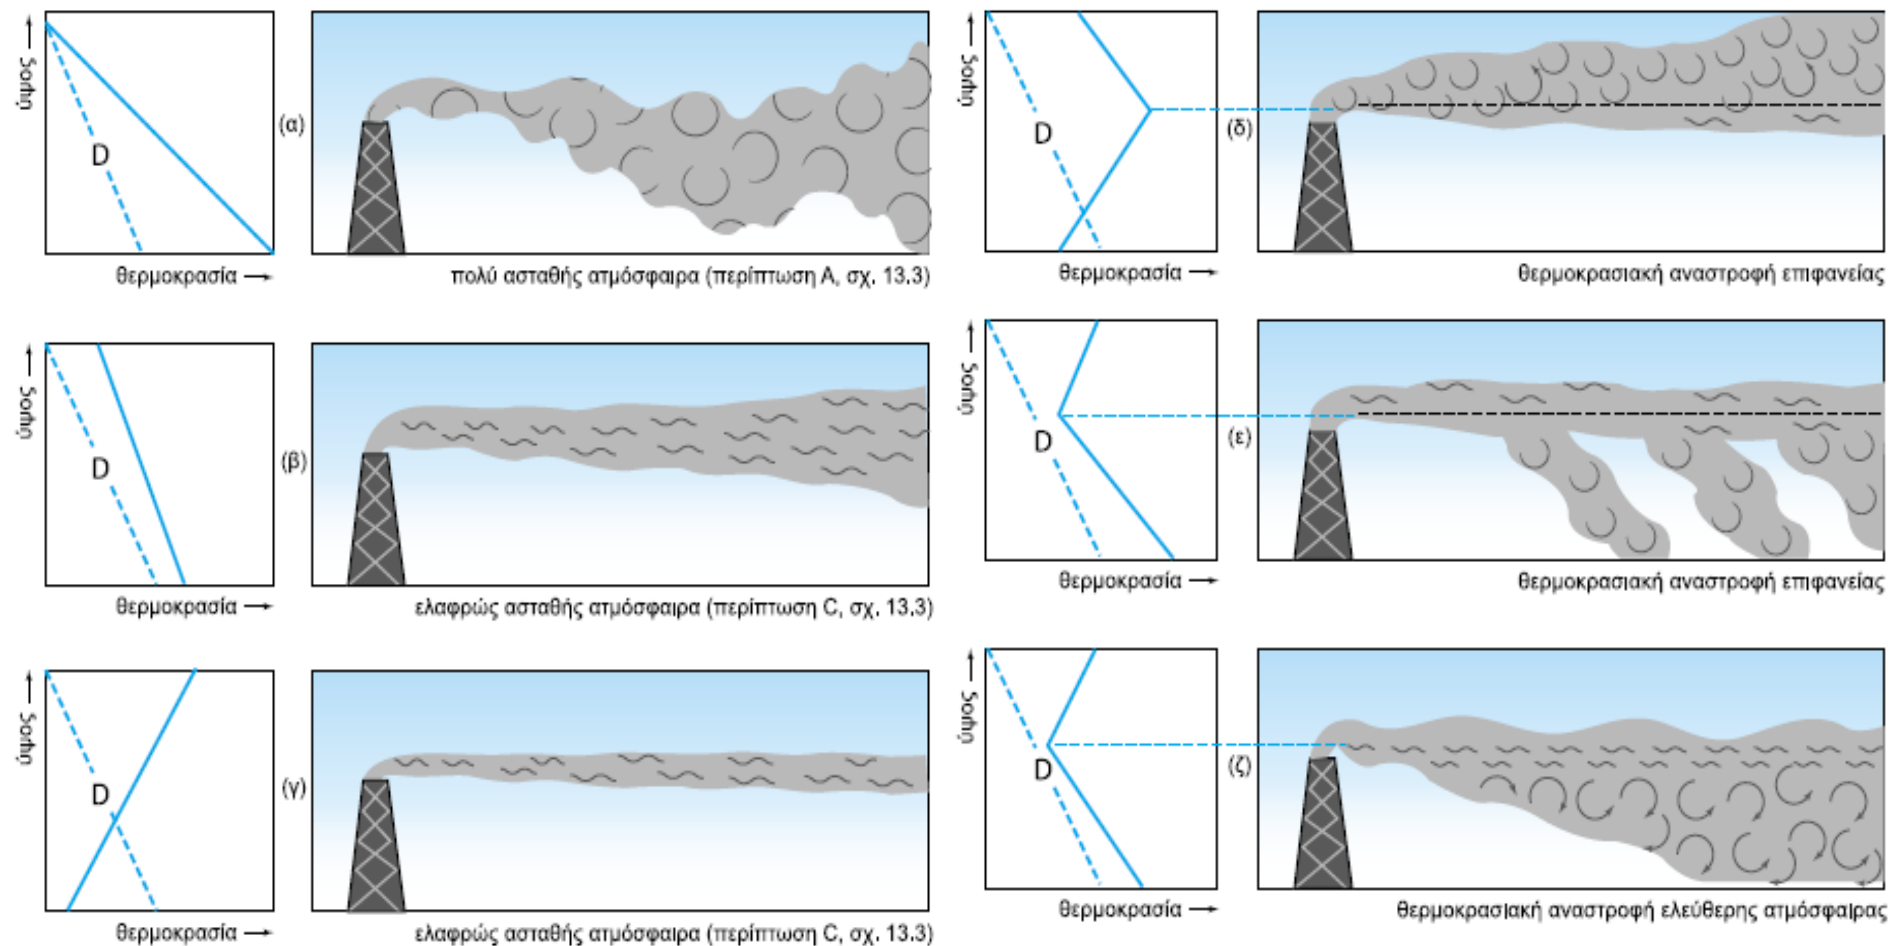 ύψος →
D
θερμοκρασία →
(α)
πολύ ασταθής ατμόσφαιρα (περίπτωση A, σχ. 13.3)
ύψος →
D
θερμοκρασία →
(β)
ελαφρώς ασταθής ατμόσφαιρα (περίπτωση C, σχ. 13.3)
ύψος →
D
θερμοκρασία →
(γ)
ελαφρώς ασταθής ατμόσφαιρα (περίπτωση C, σχ. 13.3)
ύψος →
D
θερμοκρασία →
(δ)
θερμοκρασιακή αναστροφή επιφανείας
ύψος →
D
θερμοκρασία →
(ε)
θερμοκρασιακή αναστροφή επιφανείας
ύψος →
D
θερμοκρασία →
(ζ)
θερμοκρασιακή αναστροφή ελεύθερης ατμόσφαιρας